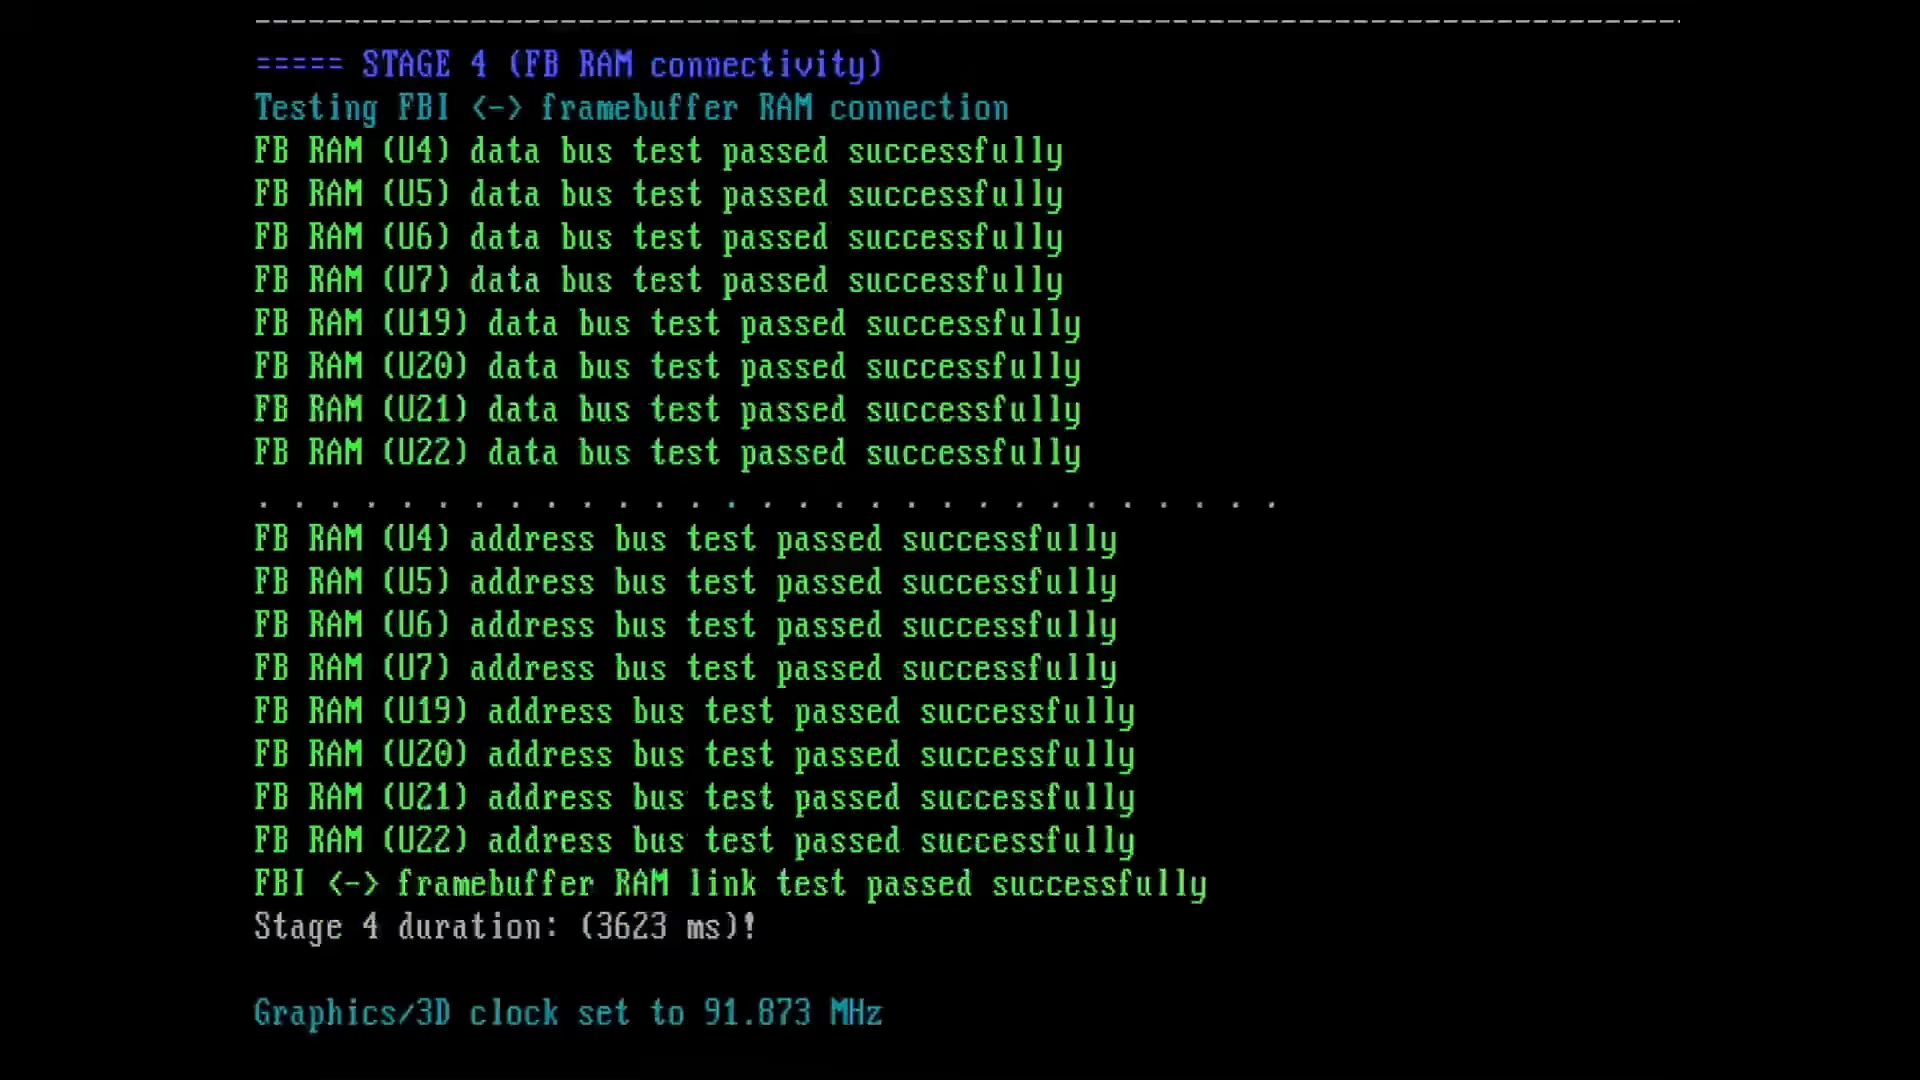 --------------------------------------------------------------------------------
===== STAGE 4 (FB RAM connectivity)
Testing FBI <-> framebuffer RAM connection
FB RAM (U4) data bus test passed successfully
FB RAM (U5) data bus test passed successfully
FB RAM (U6) data bus test passed successfully
FB RAM (U7) data bus test passed successfully
FB RAM (U19) data bus test passed successfully
FB RAM (U20) data bus test passed successfully
FB RAM (U21) data bus test passed successfully
FB RAM (U22) data bus test passed successfully
. . . . . . . . . . . . . . . . . . . . . . . . . . . . .
FB RAM (U4) address bus test passed successfully
FB RAM (U5) address bus test passed successfully
FB RAM (U6) address bus test passed successfully
FB RAM (U7) address bus test passed successfully
FB RAM (U19) address bus test passed successfully
FB RAM (U20) address bus test passed successfully
FB RAM (U21) address bus test passed successfully
FB RAM (U22) address bus test passed successfully
FBI <-> framebuffer RAM link test passed successfully
Stage 4 duration: (3623 ms)!
Graphics/3D clock set to 91.873 MHz